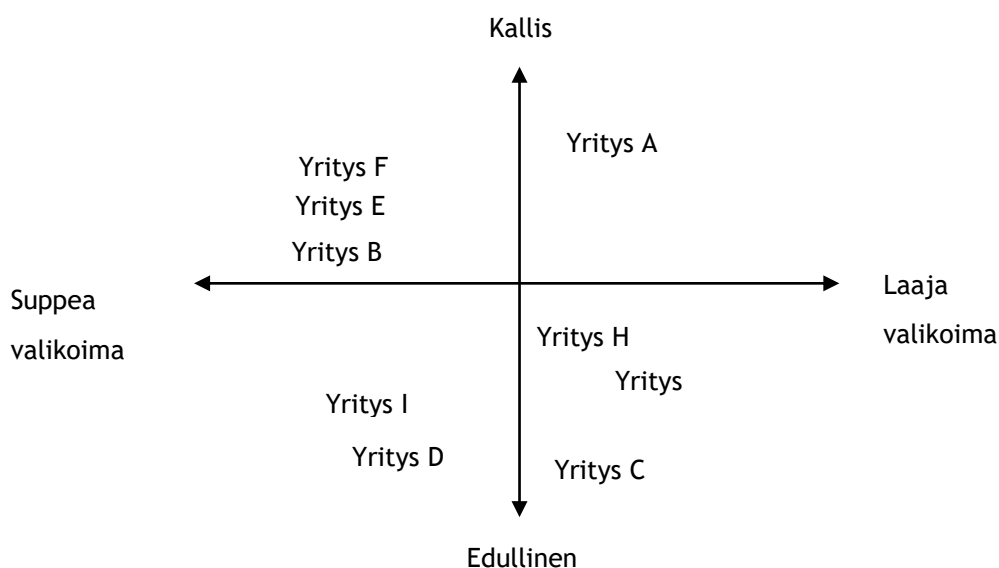 Kallis
Yritys A
Yritys F
Yritys E
Yritys B
Suppea
valikoima
Laaja
valikoima
Yritys H
Yritys
Yritys I
Yritys D
Yritys C
Edullinen